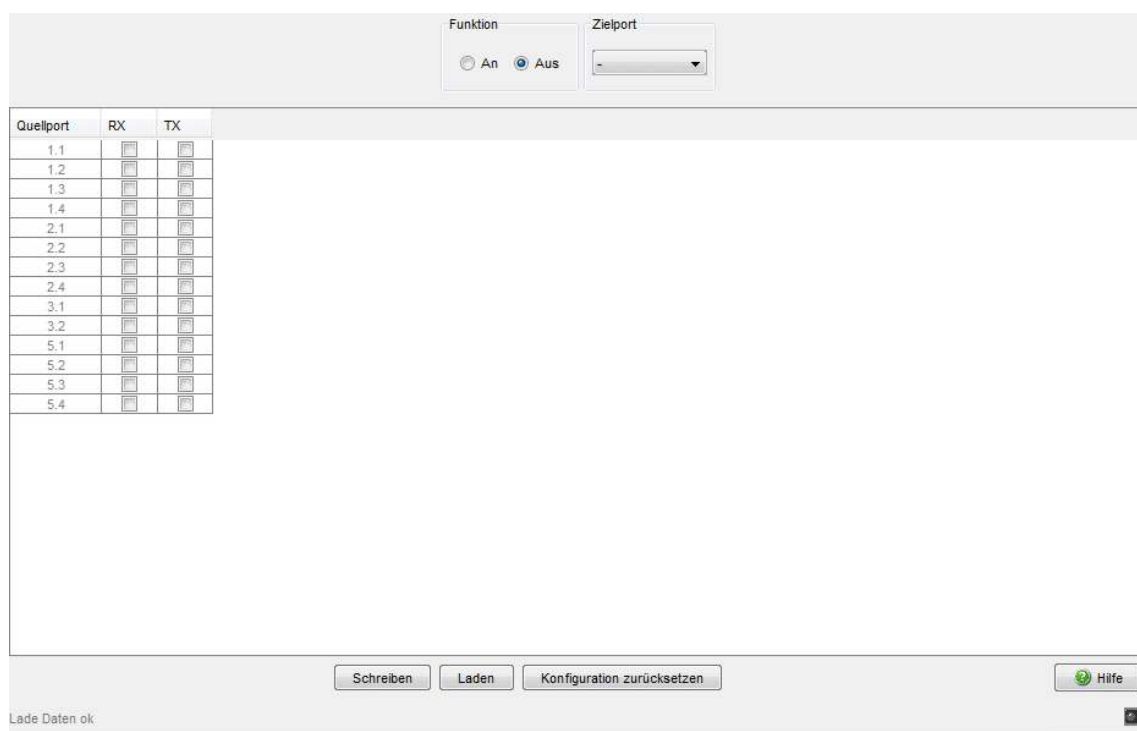 Funktion
Zielport
An Aus
-
Quellport RX TX
1.1
1.2
1.3
1.4
2.1
2.2
2.3
2.4
3.1
3.2
5.1
5.2
5.3
5.4
Schreiben Laden Konfiguration zurücksetzen Hilfe
Lade Daten ok